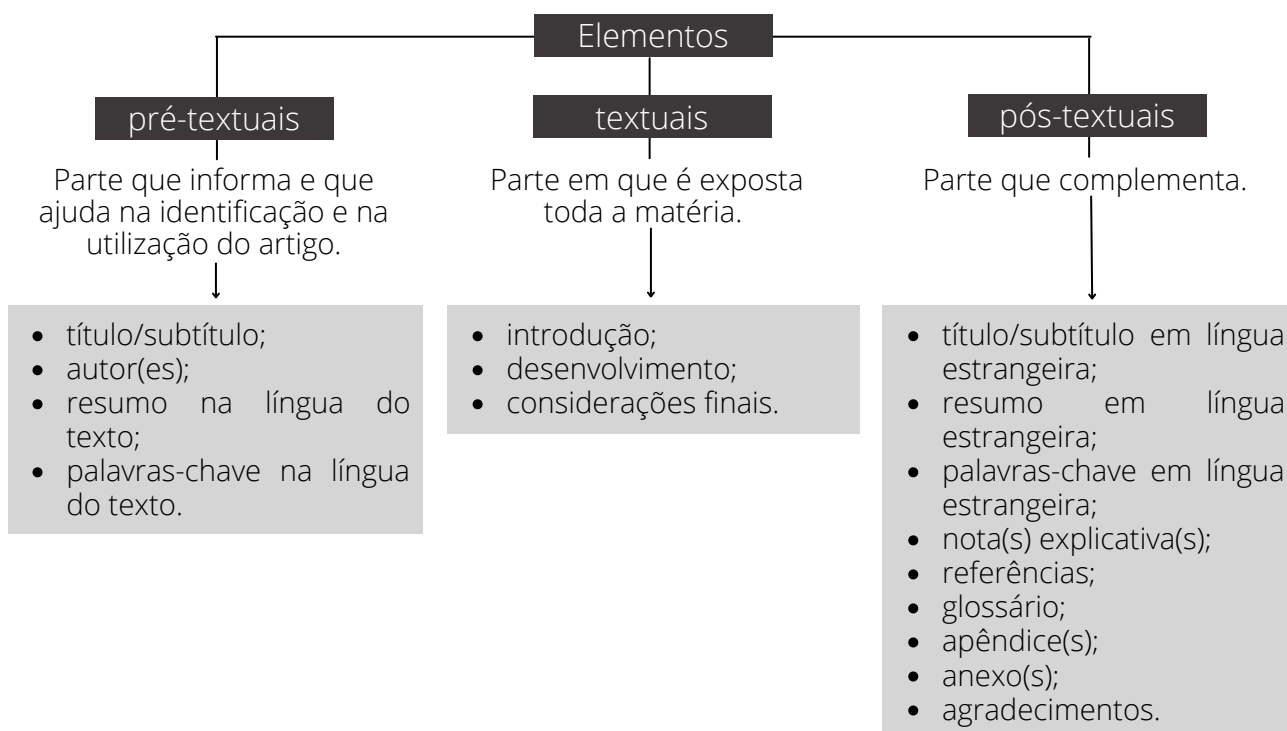 Elementos
pré-textuais
Parte que informa e que
ajuda na identificação e na
utilização do artigo.
• título/subtítulo;
• autor(es);
• resumo na língua do
texto;
• palavras-chave na língua
do texto.
textuais
Parte em que é exposta
toda a matéria.
• introdução;
• desenvolvimento;
• considerações finais.
pós-textuais
Parte que complementa.
• título/subtítulo em língua
estrangeira;
• resumo em língua
estrangeira;
• palavras-chave em língua
estrangeira;
• nota(s) explicativa(s);
• referências;
• glossário;
• apêndice(s);
• anexo(s);
• agradecimentos.